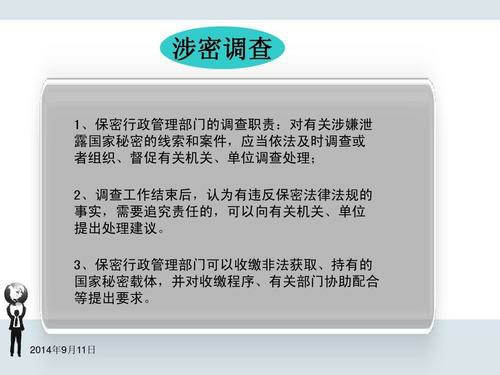 涉密调查
1、保密行政管理部门的调查职责：对有关涉嫌泄
露国家秘密的线索和案件，应当依法及时调查或
者组织、督促有关机关、单位调查处理；
2、调查工作结束后，认为有违反保密法律法规的
事实，需要追究责任的，可以向有关机关、单位
提出处理建议。
3、保密行政管理部门可以收缴非法获取、持有的
国家秘密载体，并对收缴程序、有关部门协助配合
等提出要求。
2014年9月11日